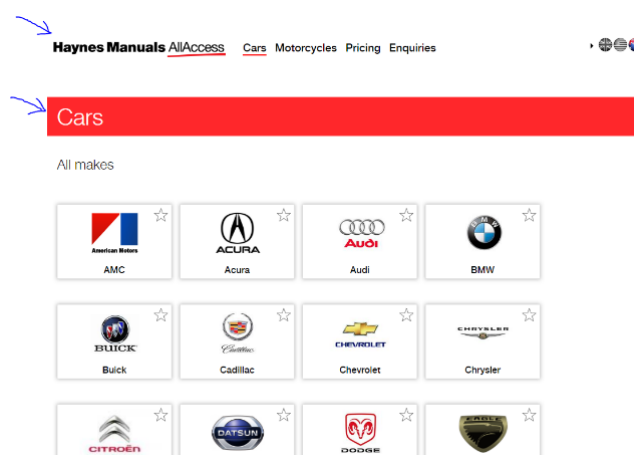 Haynes Manuals AllAccess Cars Motorcycles Pricing Enquiries
Cars
All makes
American Motors ACURA Audi BMW
AMC Acura Audi BMW
BUICK Cadillac CHEVROLET CHRYSLER
Buick Cadillac Chevrolet Chrysler
CITROËN DATSUN DODGE EAGLE